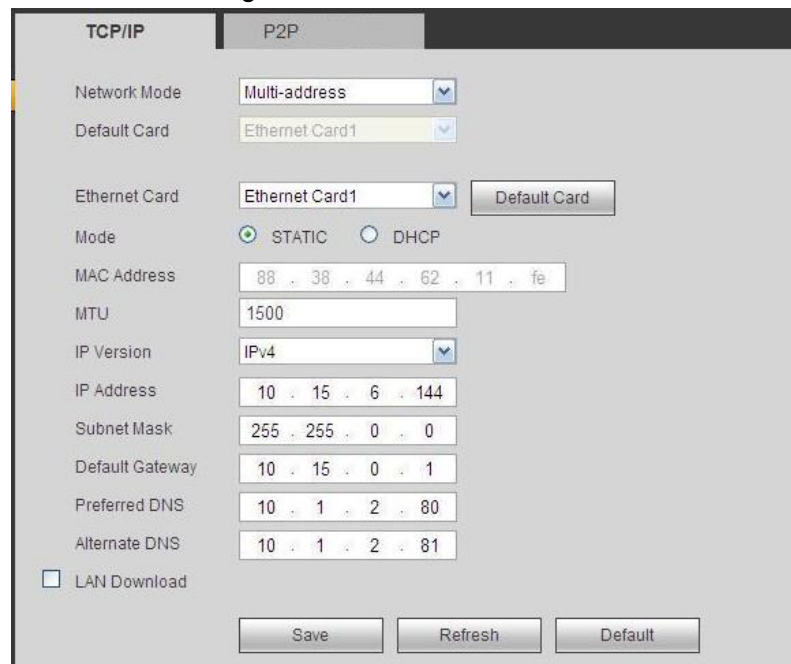 TCP/IP P2P
Network Mode Multi-address
Default Card Ethernet Card1
Ethernet Card Ethernet Card1 Default Card
Mode STATIC DHCP
MAC Address 88 . 38 . 44 . 62 . 11 . fe
MTU 1500
IP Version IPv4
IP Address 10 . 15 . 6 . 144
Subnet Mask 255 . 255 . 0 . 0
Default Gateway 10 . 15 . 0 . 1
Preferred DNS 10 . 1 . 2 . 80
Alternate DNS 10 . 1 . 2 . 81
LAN Download
Save Refresh Default